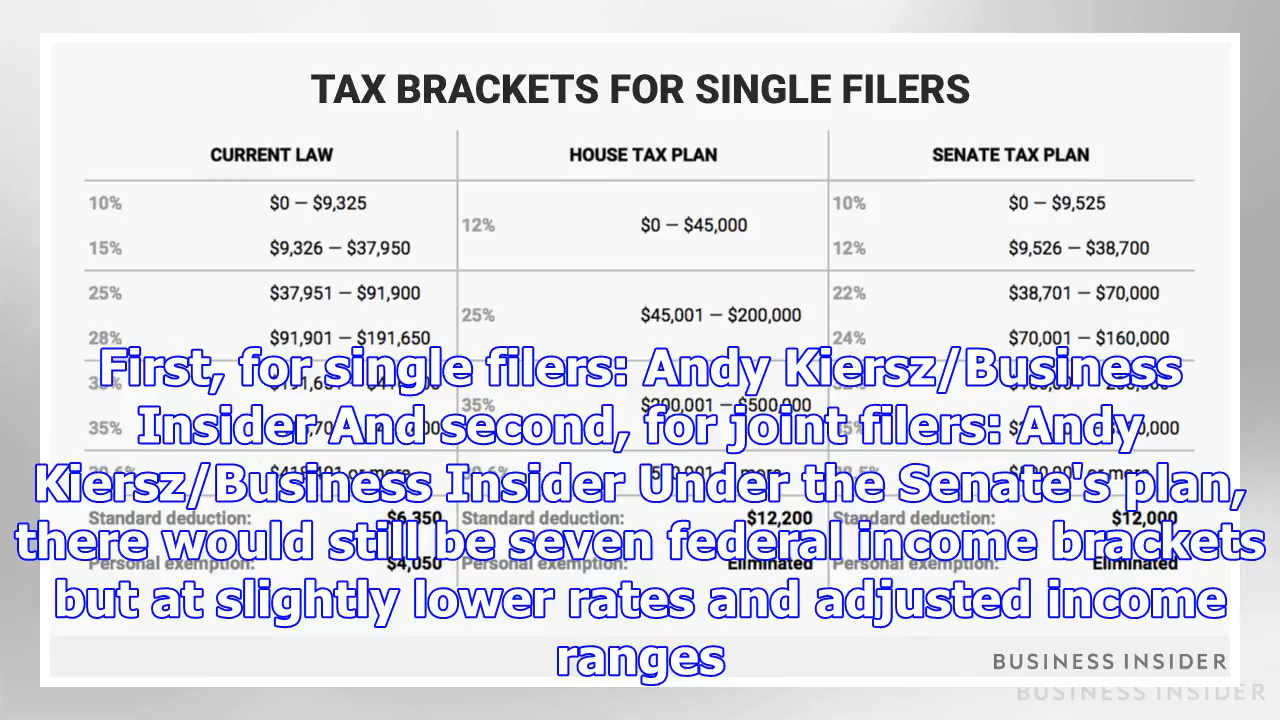 TAX BRACKETS FOR SINGLE FILERS
CURRENT LAW HOUSE TAX PLAN SENATE TAX PLAN
10% $0 — $9,325 10% $0 — $9,525
12% $0 — $45,000
15% $9,326 — $37,950 12% $9,526 — $38,700
25% $37,951 — $91,900 22% $38,701 — $70,000
25% $45,001 — $200,000
28% $91,901 — $191,650 24% $70,001 — $160,000
First, for single filers: Andy Kiersz/Business
35% $200,001 — $500,000
Insider And second, for joint filers: Andy
35%
Kiersz/Business Insider Under the Senate's plan,
Standard deduction: $6,350 Standard deduction: $12,200 Standard deduction: $12,000
there would still be seven federal income brackets
Personal exemption: $4,050 Personal exemption: Eliminated Personal exemption: Eliminated
but at slightly lower rates and adjusted income
ranges
BUSINESS INSIDER
BUSINESS INSIDER